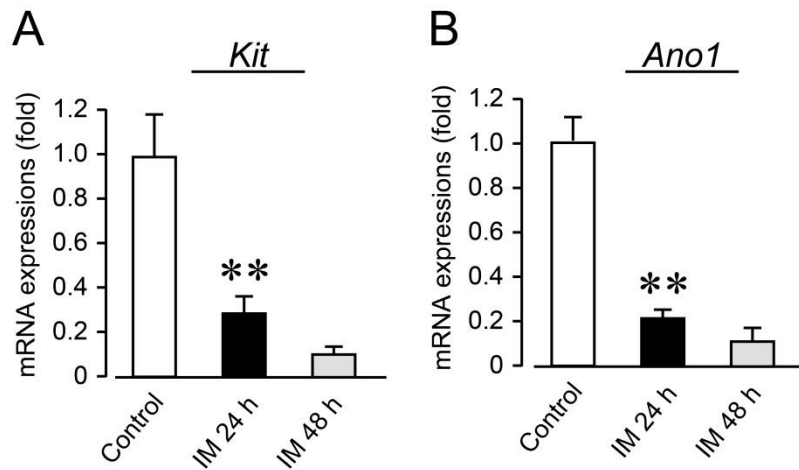 A
Kit
mRNA expressions (fold)
1.2
1.0
0.8
0.6
0.4
0.2
0
**
Control
IM 24 h
IM 48 h
B
Ano1
mRNA expressions (fold)
1.2
1.0
0.8
0.6
0.4
0.2
0
**
Control
IM 24 h
IM 48 h